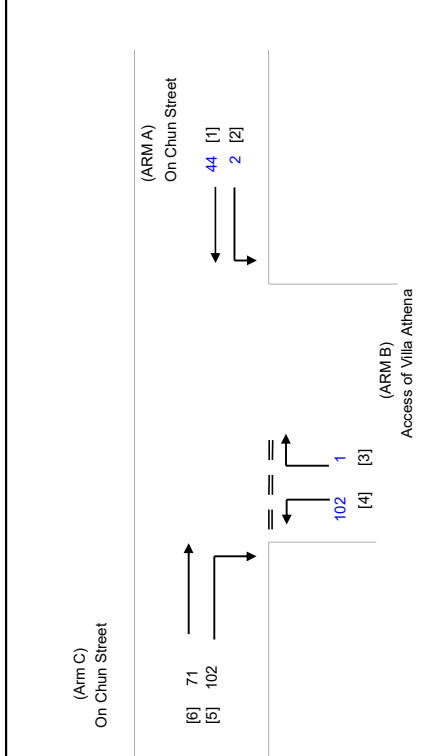 (Arm C)
On Chun Street
(ARM A)
On Chun Street
[6] 71
[5] 102
44 [1]
2 [2]
102
[4]
1
[3]
(ARM B)
Access of Villa Athena